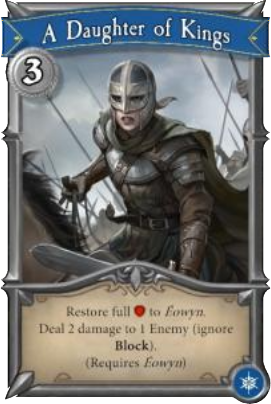 A Daughter of Kings
3
Restore full to Éowyn.
Deal 2 damage to 1 Enemy (ignore
Block).
(Requires Éowyn)